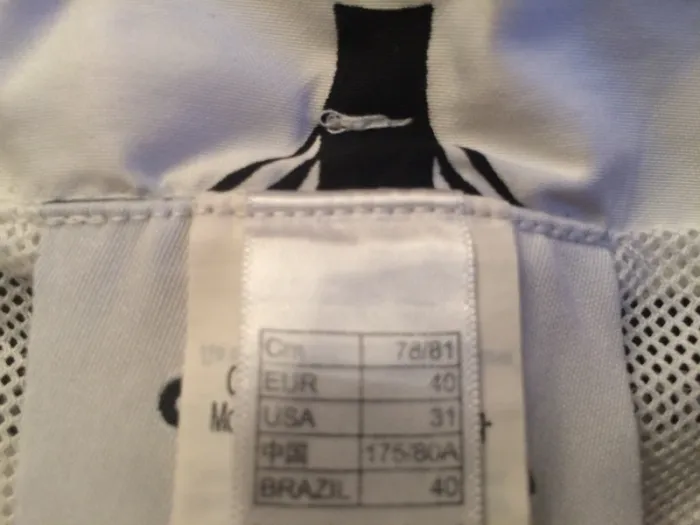 Cm 78/81
EUR 40
USA 31
中国 175/80A
BRAZIL 40